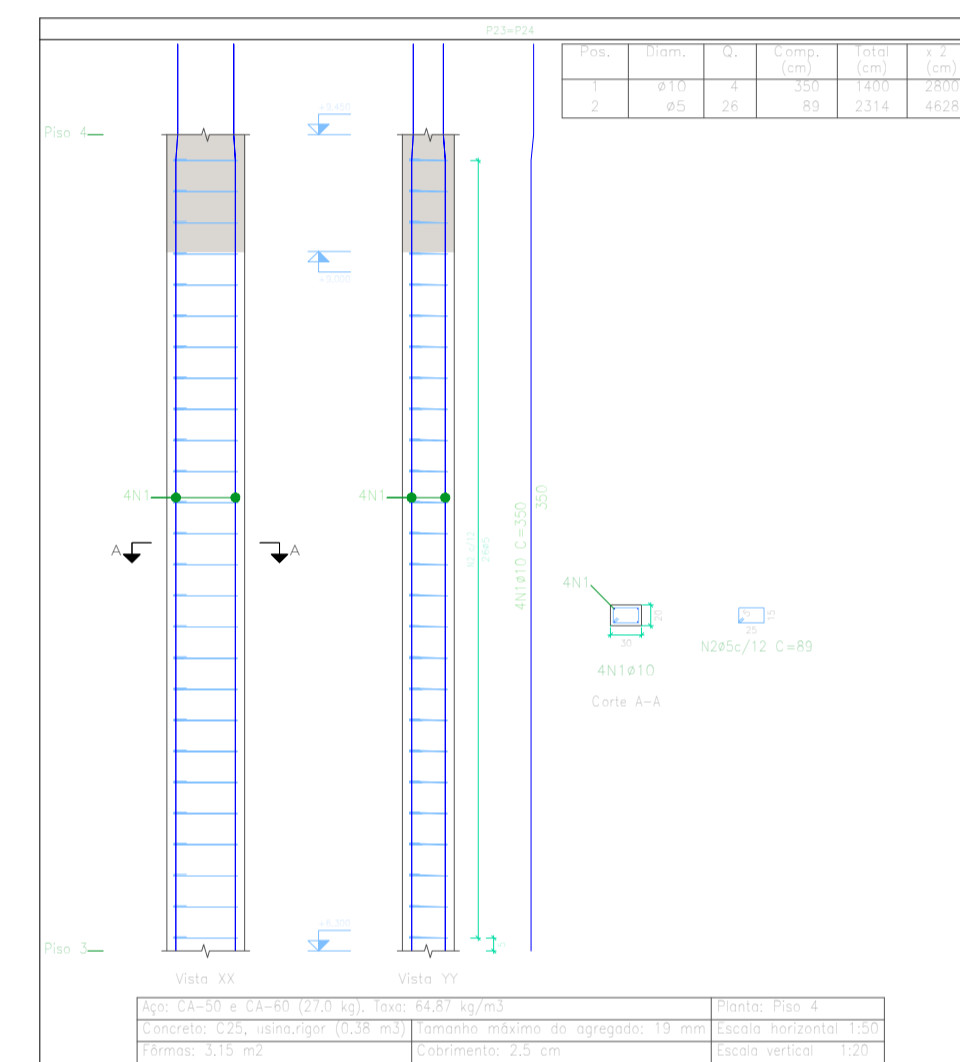 P23=P24
Pos. Diam. Q. Comp. (cm) Total (cm) x 2 (cm)
1 ø10 4 350 1400 2800
2 ø5 26 89 2314 4628
+9,450
Piso 4
+9,000
4N1
4N1
A A
N2 c/12
26ø5
4N1ø10 C=350
350
4N1
20
30
4N1ø10
Corte A-A
5
15
25
N2ø5c/12 C=89
+6,300
Piso 3
5
Vista XX
Vista YY
Aço: CA-50 e CA-60 (27,0 kg). Taxa: 64,87 kg/m3 Planta: Piso 4
Concreto: C25, usina.rigor (0,38 m3) Tamanho máximo do agregado: 19 mm Escala horizontal 1:50
Fôrmas: 3.15 m2 Cobrimento: 2.5 cm Escala vertical 1:20